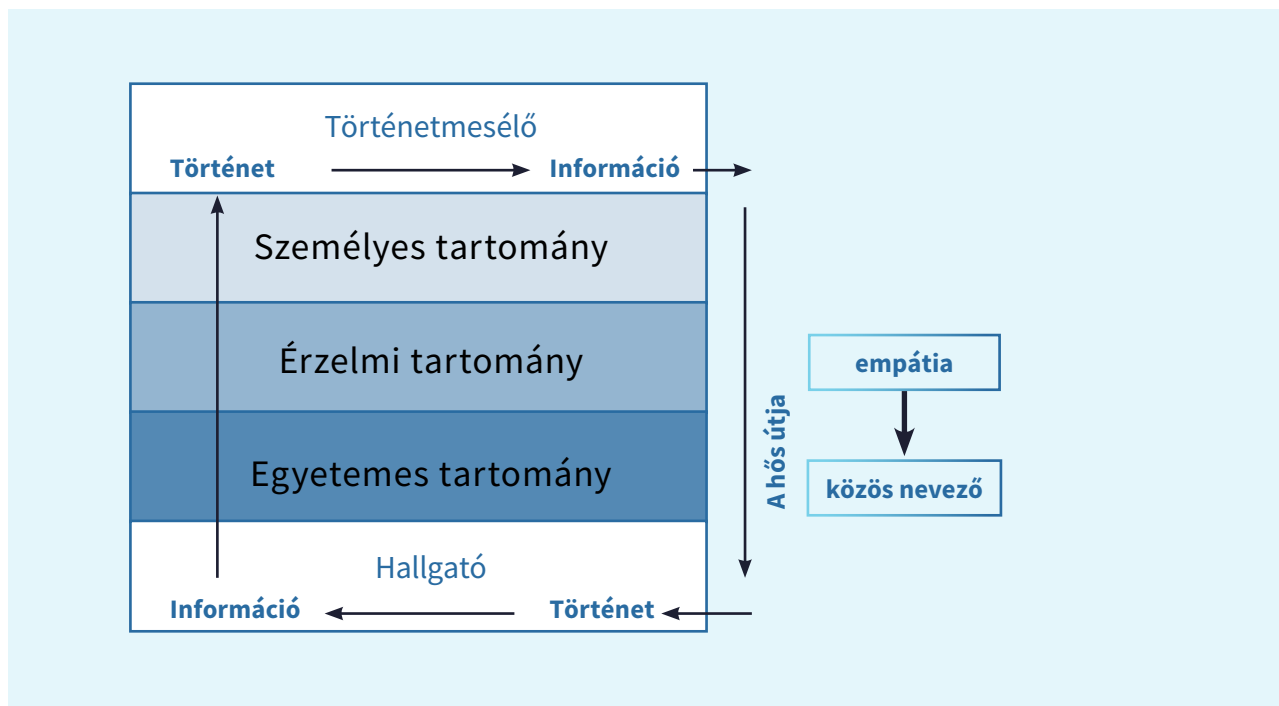 Történetmesélő
Történet Információ
Személyes tartomány
Érzelmi tartomány
Egyetemes tartomány
Hallgató
Információ Történet
A hős útja
empátia
közös nevező